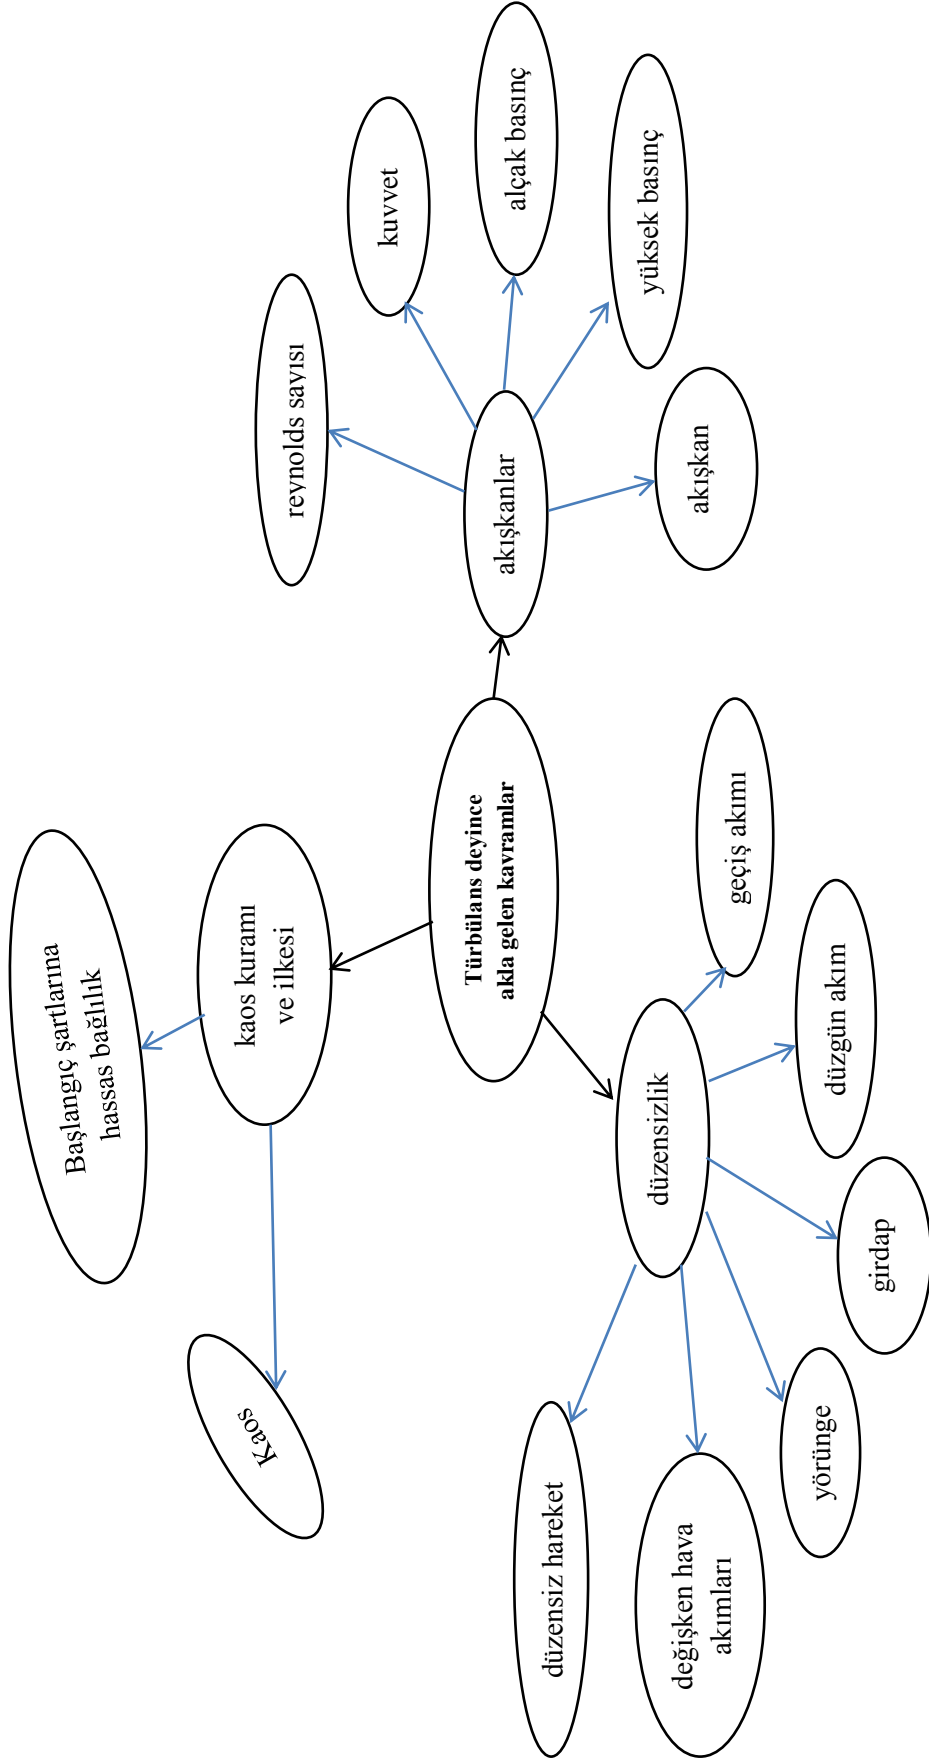 Başlangıç şartlarına
hassas bağlılık
Kaos
kaos kuramı
ve ilkesi
reynolds sayısı
kuvvet
Türbülans deyince
akla gelen kavramlar
akışkanlar
alçak basınç
yüksek basınç
akışkan
düzensiz hareket
düzensizlik
değişken hava
akımları
geçiş akımı
yörünge
düzgün akım
girdap